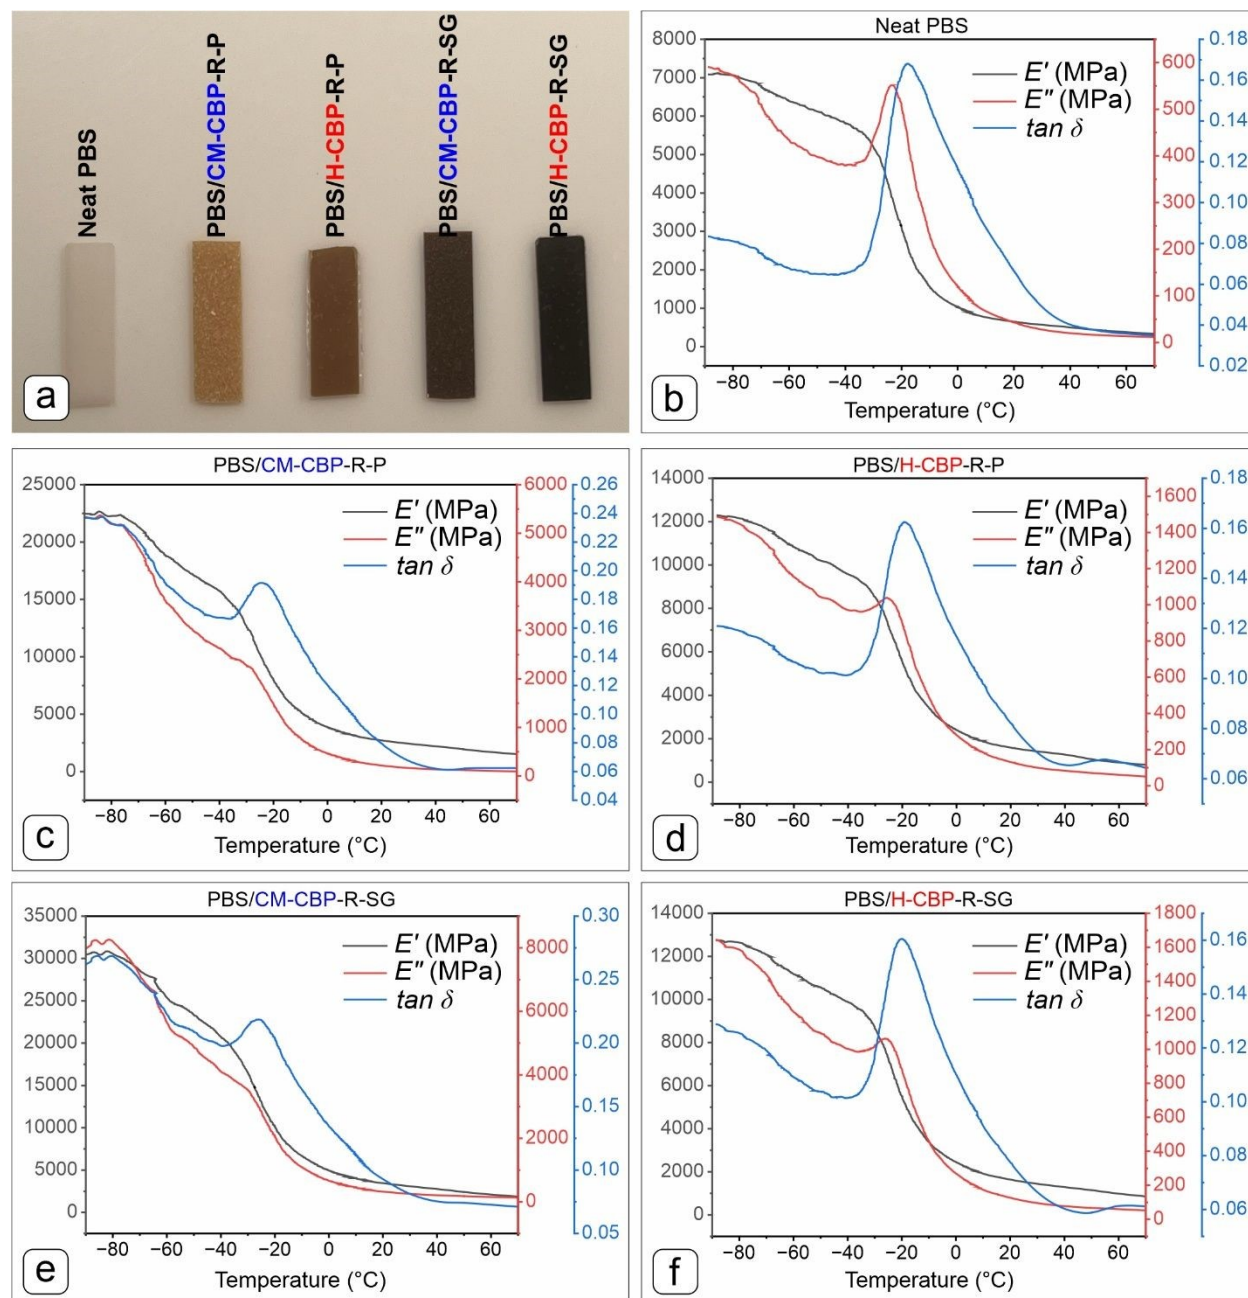 Neat PBS
PBS/CM-CBP-R-P
PBS/H-CBP-R-P
PBS/CM-CBP-R-SG
PBS/H-CBP-R-SG
a
Neat PBS
8000
7000
6000
5000
4000
3000
2000
1000
0
E′ (MPa)
E″ (MPa)
tan δ
600
500
400
300
200
100
0
0.18
0.16
0.14
0.12
0.10
0.08
0.06
0.04
0.02
−80 −60 −40 −20 0 20 40 60
Temperature (°C)
b
PBS/CM-CBP-R-P
25000
20000
15000
10000
5000
0
E′ (MPa)
E″ (MPa)
tan δ
6000
5000
4000
3000
2000
1000
0
0.26
0.24
0.22
0.20
0.18
0.16
0.14
0.12
0.10
0.08
0.06
0.04
−80 −60 −40 −20 0 20 40 60
Temperature (°C)
c
PBS/H-CBP-R-P
14000
12000
10000
8000
6000
4000
2000
0
E′ (MPa)
E″ (MPa)
tan δ
1600
1400
1200
1000
800
600
400
200
0
0.18
0.16
0.14
0.12
0.10
0.08
0.06
−80 −60 −40 −20 0 20 40 60
Temperature (°C)
d
PBS/CM-CBP-R-SG
35000
30000
25000
20000
15000
10000
5000
0
E′ (MPa)
E″ (MPa)
tan δ
8000
6000
4000
2000
0
0.30
0.25
0.20
0.15
0.10
0.05
−80 −60 −40 −20 0 20 40 60
Temperature (°C)
e
PBS/H-CBP-R-SG
14000
12000
10000
8000
6000
4000
2000
0
E′ (MPa)
E″ (MPa)
tan δ
1800
1600
1400
1200
1000
800
600
400
200
0
0.16
0.14
0.12
0.10
0.08
0.06
−80 −60 −40 −20 0 20 40 60
Temperature (°C)
f